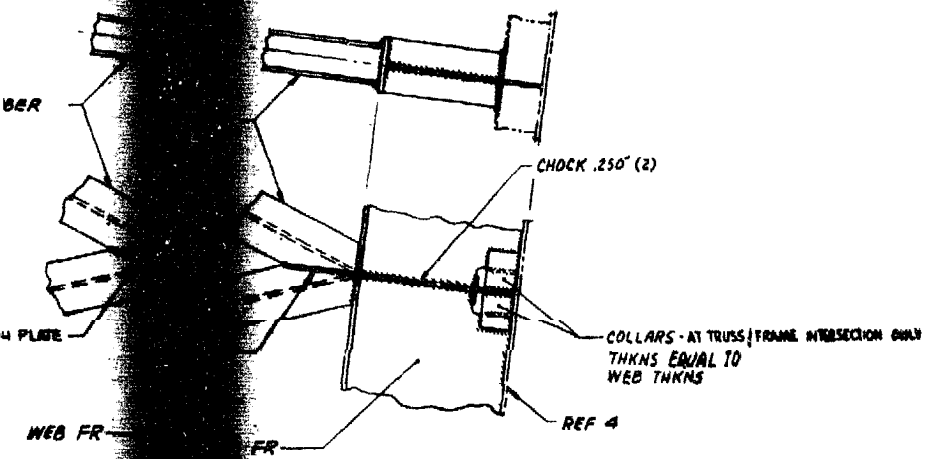 BER
CHOCK .250" (2)
4 PLATE
COLLARS - AT TRUSS/FRAME INTERSECTION ONLY
THKNS EQUAL TO
WEB THKNS
REF 4
WEB FR
FR